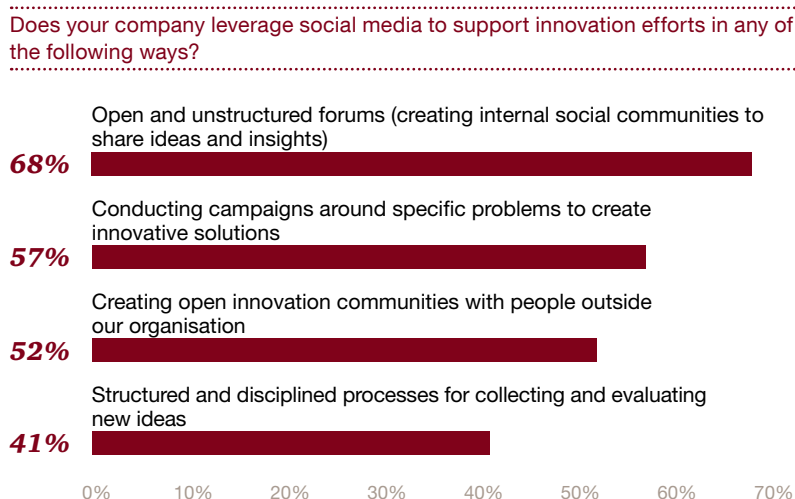 Does your company leverage social media to support innovation efforts in any of
the following ways?
Open and unstructured forums (creating internal social communities to
share ideas and insights)
68%
Conducting campaigns around specific problems to create
innovative solutions
57%
Creating open innovation communities with people outside
our organisation
52%
Structured and disciplined processes for collecting and evaluating
new ideas
41%
0% 10% 20% 30% 40% 50% 60% 70%